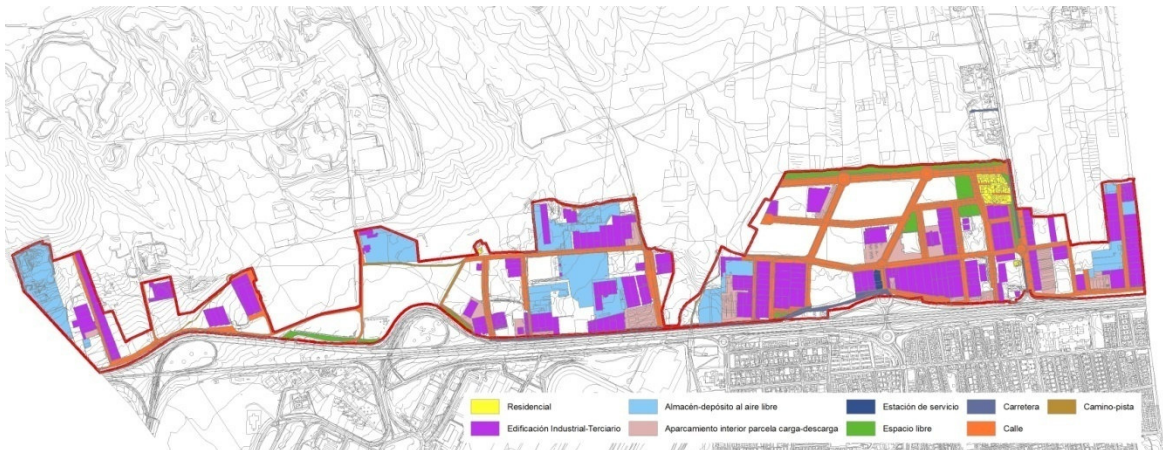 Residencial
Almacén-depósito al aire libre
Estación de servicio
Carretera
Camino-pista
Edificación Industrial-Terciario
Aparcamiento interior parcela carga-descarga
Espacio libre
Calle